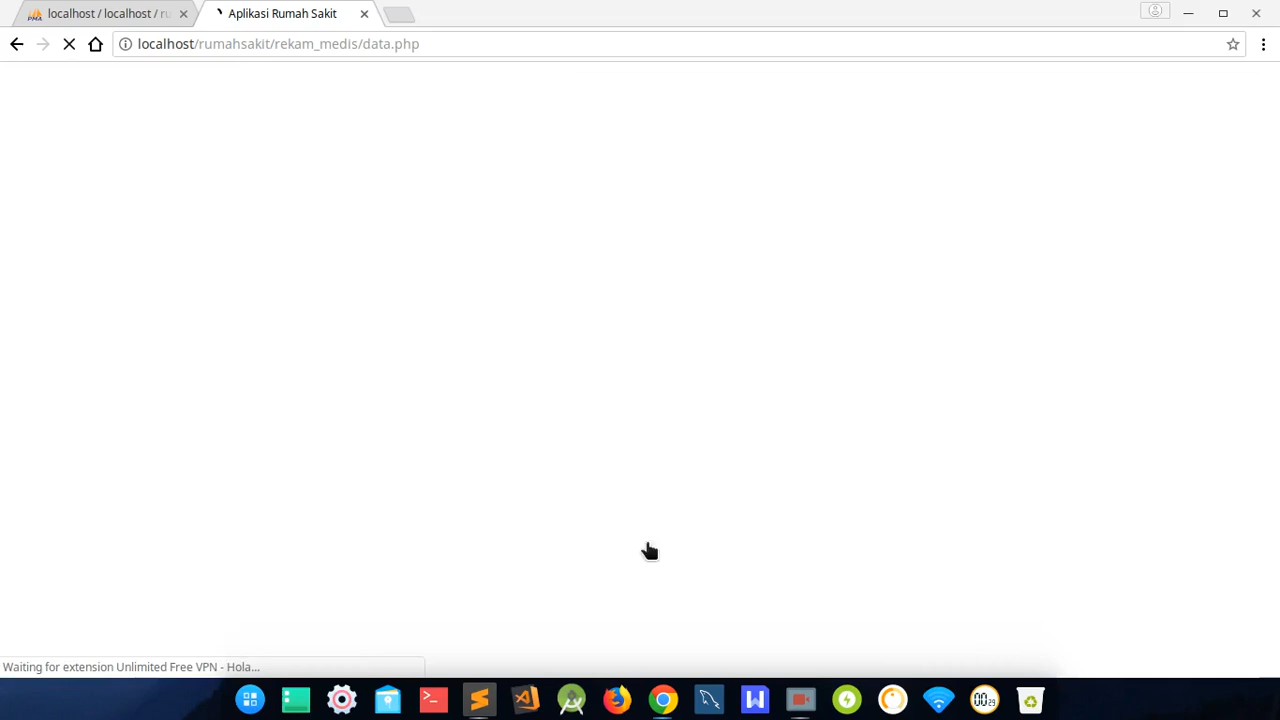 localhost / localhost / ru
Aplikasi Rumah Sakit
localhost/rumahsakit/rekam_medis/data.php
Waiting for extension Unlimited Free VPN - Hola...